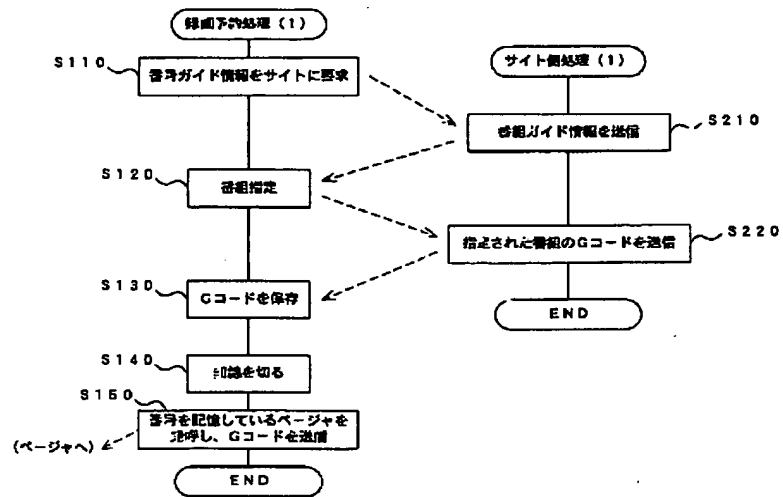 録画予約処理(1)
S110
番組ガイド情報をサイトに要求
サイト側処理(1)
番組ガイド情報を送信
S210
S120
番組指定
指定された番組のGコードを送信
S220
S130
Gコードを保存
END
S140
を切る
S150
番号を記憶しているページャを
し、Gコードを送信
(ページャへ)
END